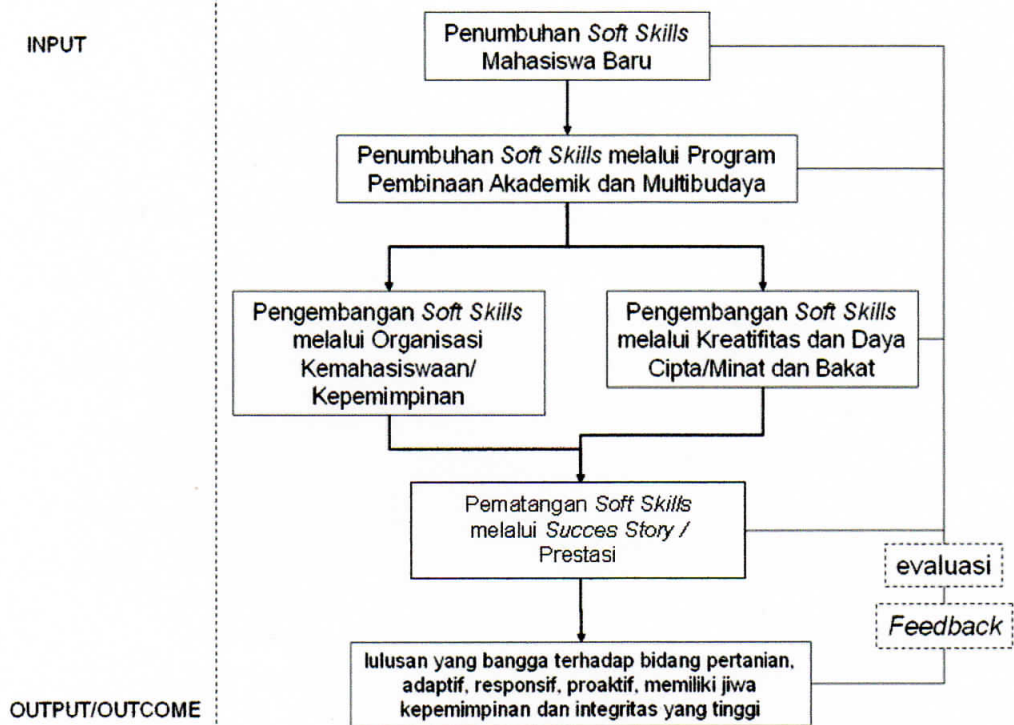 INPUT
Penumbuhan Soft Skills
Mahasiswa Baru
Penumbuhan Soft Skills melalui Program
Pembinaan Akademik dan Multibudaya
Pengembangan Soft Skills
melalui Organisasi
Kemahasiswaan/
Kepemimpinan
Pengembangan Soft Skills
melalui Kreatifitas dan Daya
Cipta/Minat dan Bakat
Pematangan Soft Skills
melalui Succes Story /
Prestasi
evaluasi
Feedback
lulusan yang bangga terhadap bidang pertanian,
adaptif, responsif, proaktif, memiliki jiwa
kepemimpinan dan integritas yang tinggi
OUTPUT/OUTCOME